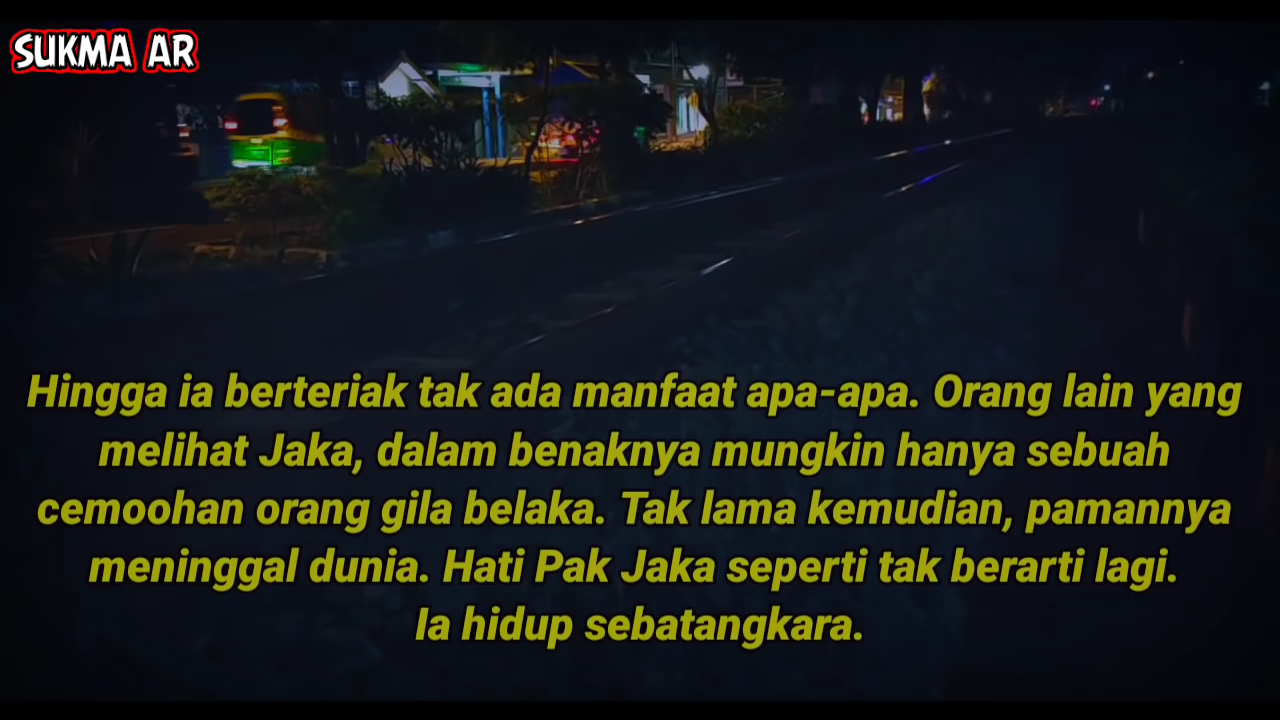 SUKMA AR
Hingga ia berteriak tak ada manfaat apa-apa. Orang lain yang
melihat Jaka, dalam benaknya mungkin hanya sebuah
cemoohan orang gila belaka. Tak lama kemudian, pamannya
meninggal dunia. Hati Pak Jaka seperti tak berarti lagi.
Ia hidup sebatangkara.